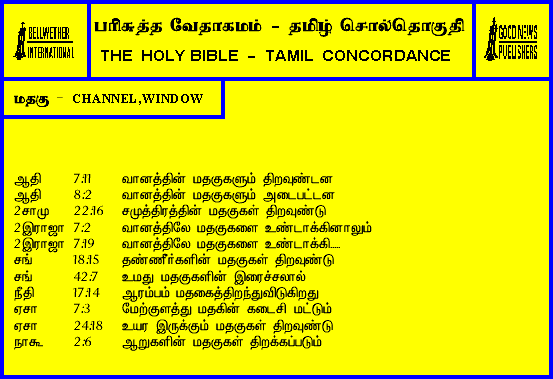 BELLWETHER
INTERNATIONAL
பரிசுத்த வேதாகமம் - தமிழ் சொல்தொகுதி
THE HOLY BIBLE - TAMIL CONCORDANCE
GOOD NEWS
PUBLISHERS
மதகு - CHANNEL,WINDOW
ஆதி 7:11 வானத்தின் மதகுகளும் திறவுண்டன
ஆதி 8:2 வானத்தின் மதகுகளும் அடைபட்டன
2சாமு 22:16 சமுத்திரத்தின் மதகுகள் திறவுண்டு
2இராஜா 7:2 வானத்திலே மதகுகளை உண்டாக்கினாலும்
2இராஜா 7:19 வானத்திலே மதகுகளை உண்டாக்கி.....
சங் 18:15 தண்ணீர்களின் மதகுகள் திறவுண்டு
சங் 42:7 உமது மதகுகளின் இரைச்சலால்
நீதி 17:14 ஆரம்பம் மதகைத்திறந்துவிடுகிறது
ஏசா 7:3 மேற்குளத்து மதகின் கடைசி மட்டும்
ஏசா 24:18 உயர இருக்கும் மதகுகள் திறவுண்டு
நாகூ 2:6 ஆறுகளின் மதகுகள் திறக்கப்படும்